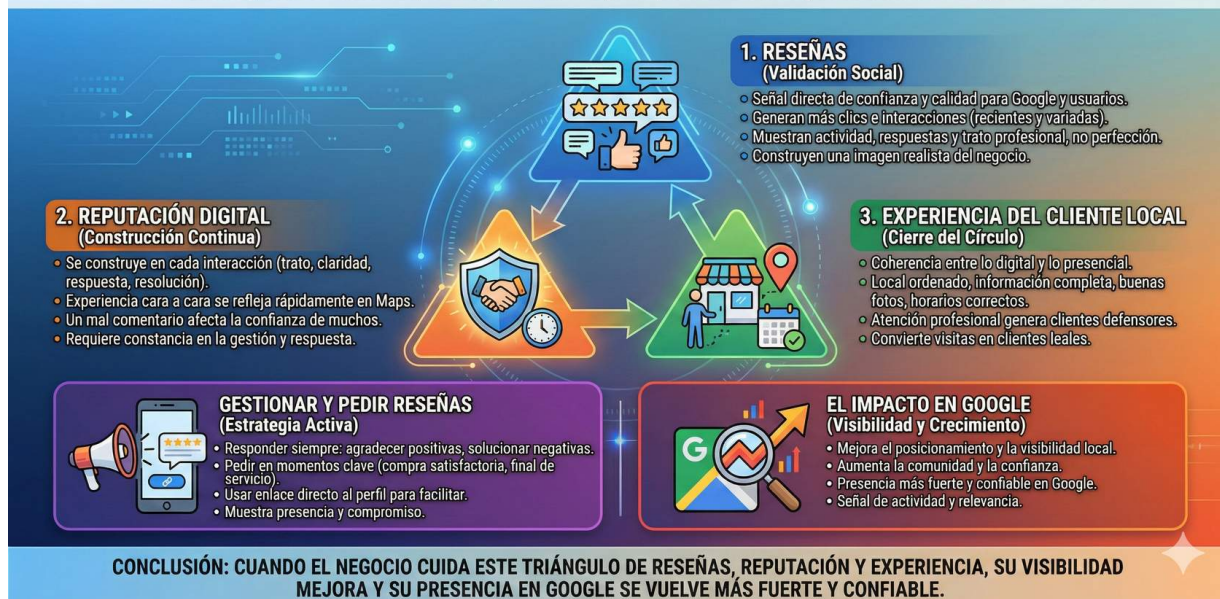 1. RESEÑAS
(Validación Social)
• Señal directa de confianza y calidad para Google y usuarios.
• Generan más clics e interacciones (recientes y variadas).
• Muestran actividad, respuestas y trato profesional, no perfección.
• Construyen una imagen realista del negocio.
2. REPUTACIÓN DIGITAL
(Construcción Continua)
• Se construye en cada interacción (trato, claridad,
respuesta, resolución).
• Experiencia cara a cara se refleja rápidamente en Maps.
• Un mal comentario afecta la confianza de muchos.
• Requiere constancia en la gestión y respuesta.
3. EXPERIENCIA DEL CLIENTE LOCAL
(Cierre del Círculo)
• Coherencia entre lo digital y lo presencial.
• Local ordenado, información completa, buenas
fotos, horarios correctos.
• Atención profesional genera clientes defensores.
• Convierte visitas en clientes leales.
GESTIONAR Y PEDIR RESEÑAS
(Estrategia Activa)
• Responder siempre: agradecer positivas, solucionar negativas.
• Pedir en momentos clave (compra satisfactoria, final de
servicio).
• Usar enlace directo al perfil para facilitar.
• Muestra presencia y compromiso.
G
EL IMPACTO EN GOOGLE
(Visibilidad y Crecimiento)
• Mejora el posicionamiento y la visibilidad local.
• Aumenta la comunidad y la confianza.
• Presencia más fuerte y confiable en Google.
• Señal de actividad y relevancia.
CONCLUSIÓN: CUANDO EL NEGOCIO CUIDA ESTE TRIÁNGULO DE RESEÑAS, REPUTACIÓN Y EXPERIENCIA, SU VISIBILIDAD
MEJORA Y SU PRESENCIA EN GOOGLE SE VUELVE MÁS FUERTE Y CONFIABLE.